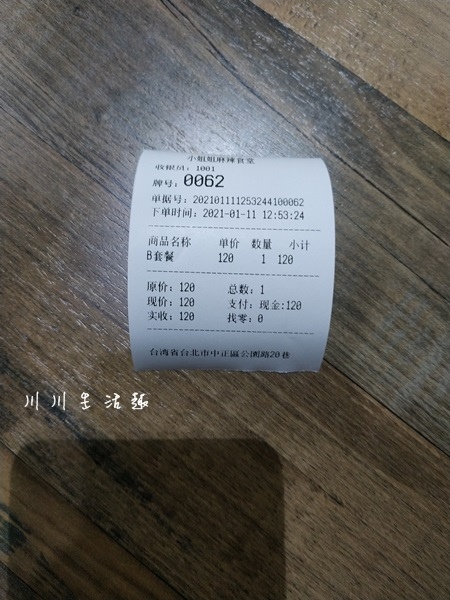 小姐姐麻辣食堂
收银员：1001
牌号：0062
单据号：202101111253244100062
下单时间：2021-01-11 12:53:24
商品名称 单价 数量 小计
B套餐 120 1 120
原价：120 总数：1
现价：120 支付：现金:120
实收：120 找零：0
台湾省台北市中正區公園路20巷
川川生活趣